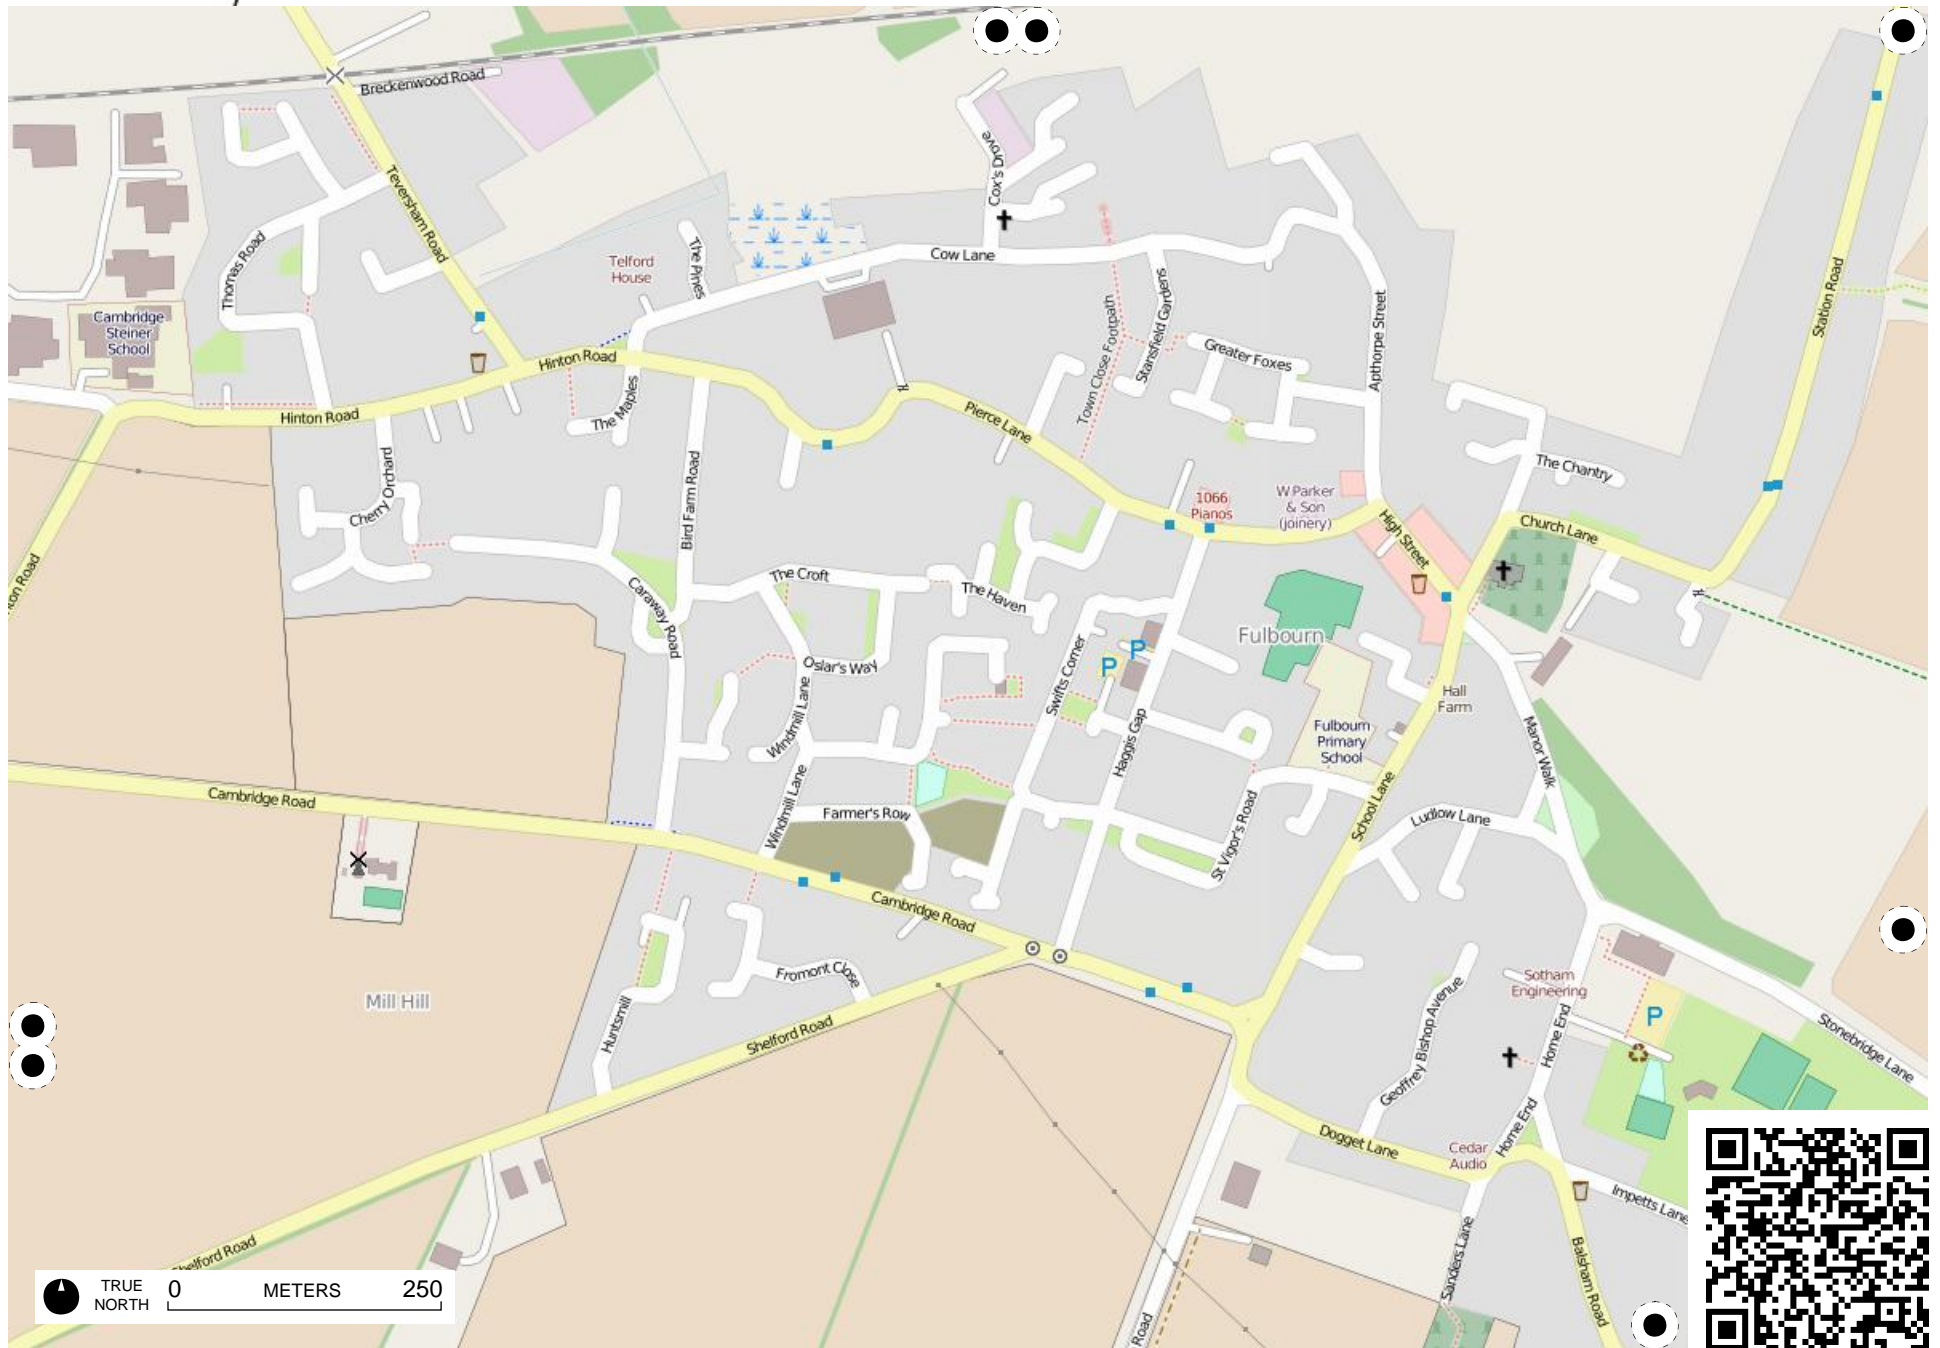 Breckenwood Road
Teversham Road
Cox's Drove
Thomas Road
Telford
House
The Pines
Cow Lane
Station Road
Cambridge
Steiner
School
Hinton Road
Hinton Road
The Maples
Town Close Footpath
Stansfield Gardens
Greater Foxes
Apthorpe Street
Pierce Lane
Cherry Orchard
Bird Farm Road
The Chantry
1066
Pianos
W Parker
& Son
(joinery)
High Street
Church Lane
The Croft
The Haven
Caraway Road
Oslar's Way
Swifts Corner
P
P
Fulbourn
Windmill Lane
Haggis Gap
Hall
Farm
Fulbourn
Primary
School
Manor Walk
Cambridge Road
Windmill Lane
Farmer's Row
St Vigor's Road
School Lane
Ludlow Lane
Cambridge Road
Fromont Close
Mill Hill
Huntsmill
Shelford Road
Geoffrey Bishop Avenue
Sotham
Engineering
Home End
P
Stonebridge Lane
Home End
Dogget Lane
Cedar
Audio
Impetts Lane
Sanders Lane
Balsham Road
Shelford Road
Road
TRUE
NORTH
0 METERS 250